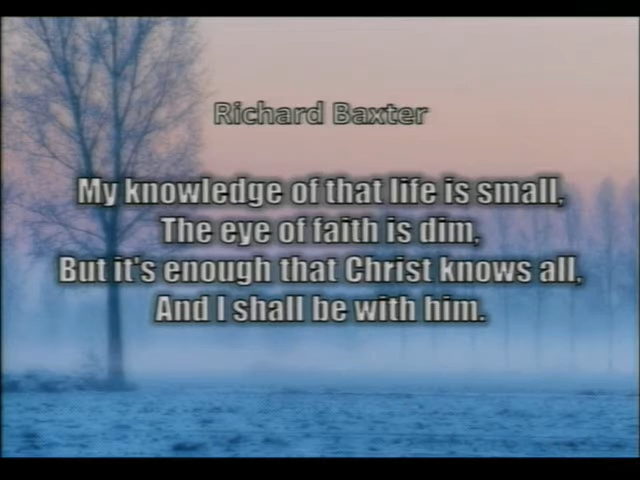 Richard Baxter
My knowledge of that life is small,
The eye of faith is dim,
But it's enough that Christ knows all,
And I shall be with him.